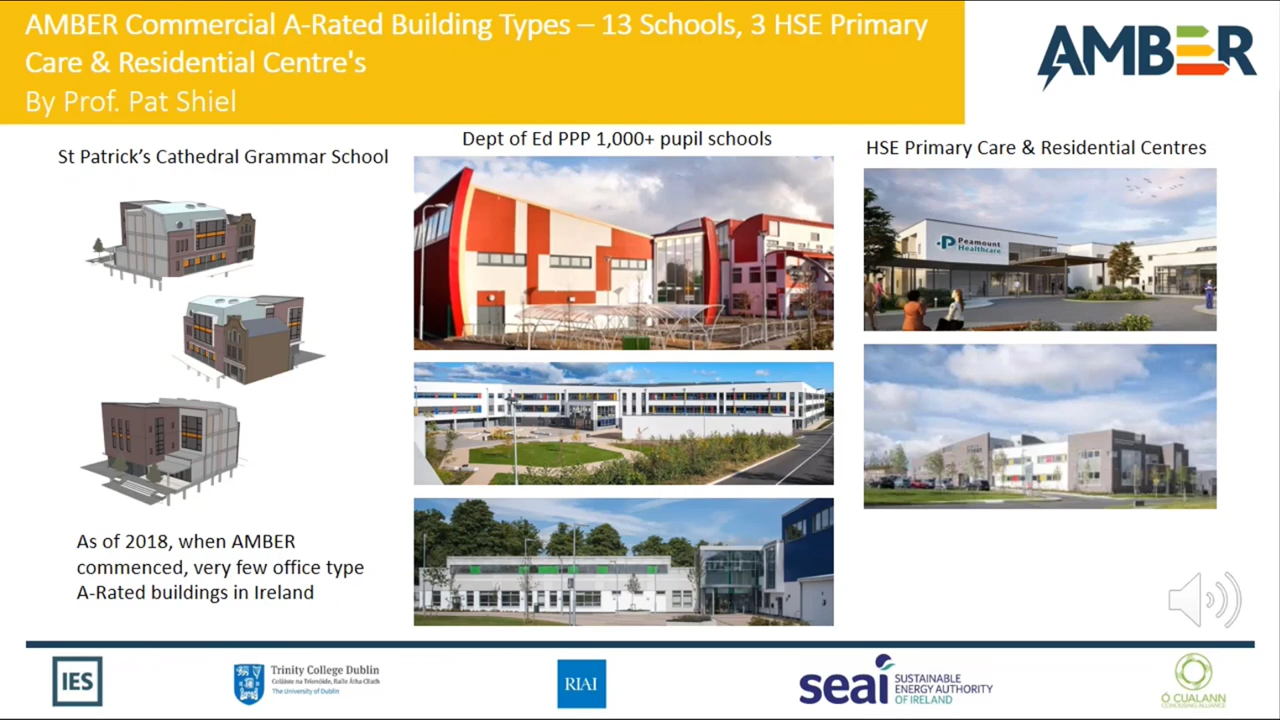 AMBER Commercial A-Rated Building Types – 13 Schools, 3 HSE Primary
Care & Residential Centre's
By Prof. Pat Shiel
AMBER
St Patrick's Cathedral Grammar School
Dept of Ed PPP 1,000+ pupil schools
HSE Primary Care & Residential Centres
Peamount
Healthcare
As of 2018, when AMBER
commenced, very few office type
A-Rated buildings in Ireland
IES
Trinity College Dublin
Coláiste na Tríonóide, Baile Átha Cliath
The University of Dublin
RIAI
seai
SUSTAINABLE
ENERGY AUTHORITY
OF IRELAND
Ó CUALANN
COHOUSING ALLIANCE